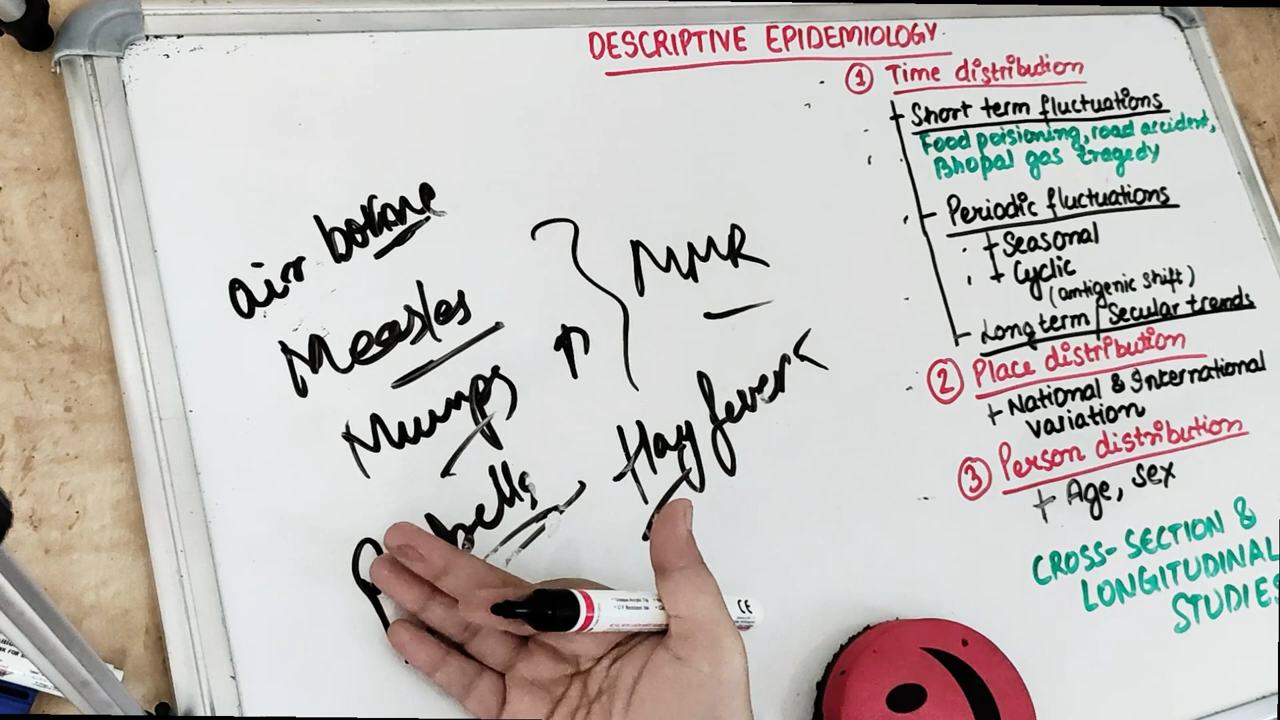 DESCRIPTIVE EPIDEMIOLOGY
① Time distribution
Short term fluctuations
Food poisioning, road accident,
Bhopal gas tragedy
Periodic fluctuations
Seasonal
Cyclic
(antigenic shift)
Long term / Secular trends
② Place distribution
National & International
variation
③ Person distribution
Age, sex
CROSS-SECTION &
LONGITUDINAL
STUDIES
air borne
Measles
Mumps
MMR
Hay fever
CE